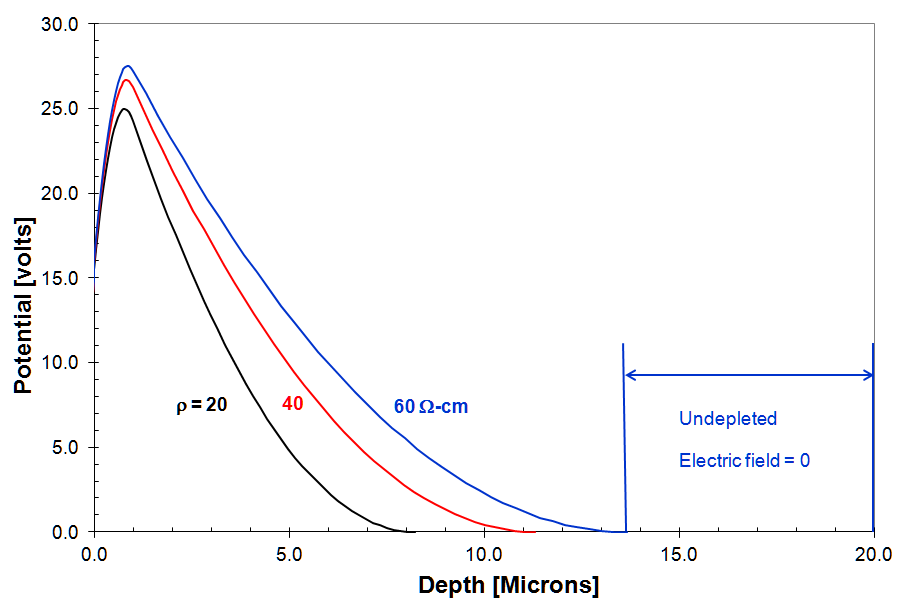 30.0
25.0
20.0
15.0
10.0
5.0
0.0
Potential [volts]
ρ = 20
40
60 Ω-cm
Undepleted
Electric field = 0
0.0 5.0 10.0 15.0 20.0
Depth [Microns]